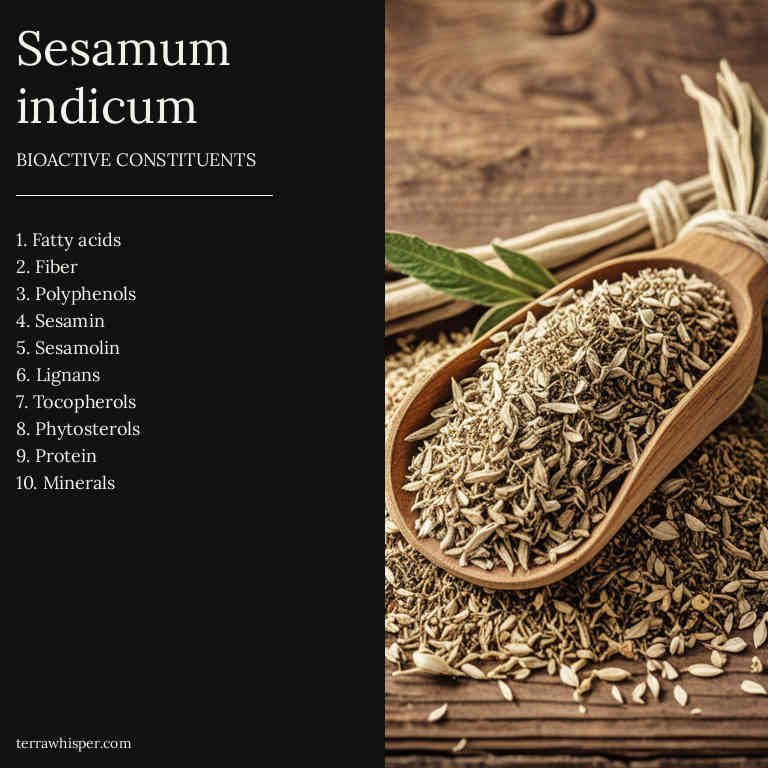 Sesamum
indicum
BIOACTIVE CONSTITUENTS
1. Fatty acids
2. Fiber
3. Polyphenols
4. Sesamin
5. Sesamolin
6. Lignans
7. Tocopherols
8. Phytosterols
9. Protein
10. Minerals
terrawhisper.com